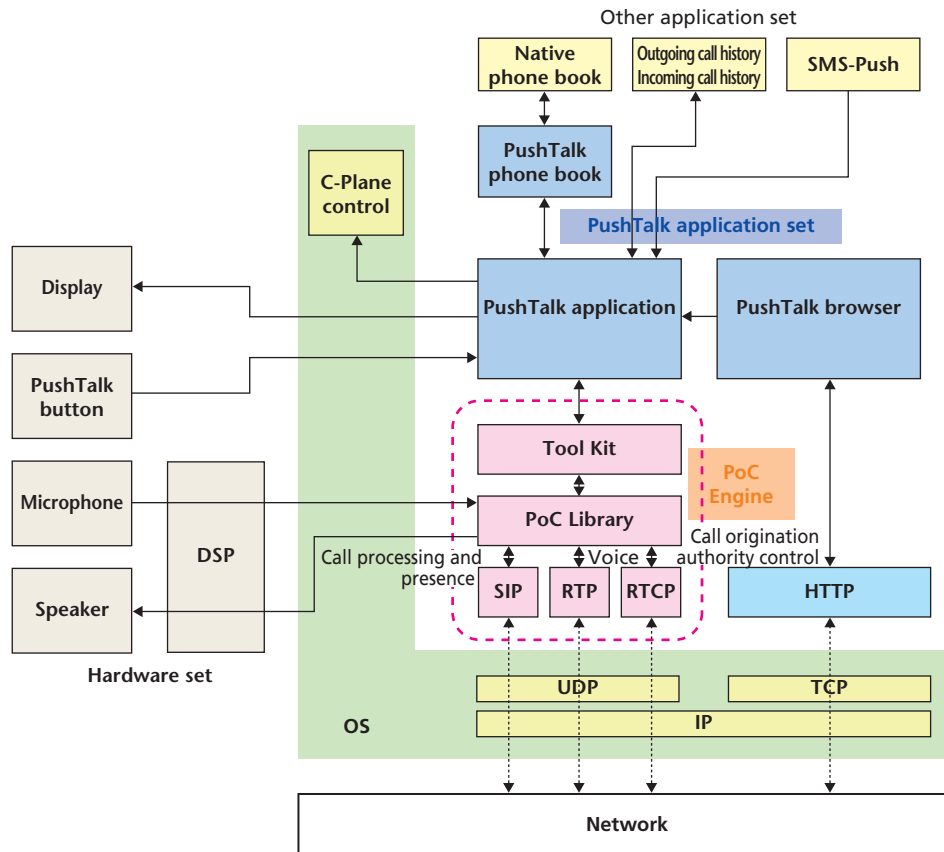 Other application set
Native
phone book
Outgoing call history
Incoming call history
SMS-Push
PushTalk
phone book
C-Plane
control
PushTalk application set
Display
PushTalk application
PushTalk browser
PushTalk
button
Tool Kit
PoC
Engine
Microphone
DSP
PoC Library
Call processing and
presence
Voice
Call origination
authority control
Speaker
SIP
RTP
RTCP
HTTP
Hardware set
UDP
TCP
OS
IP
Network